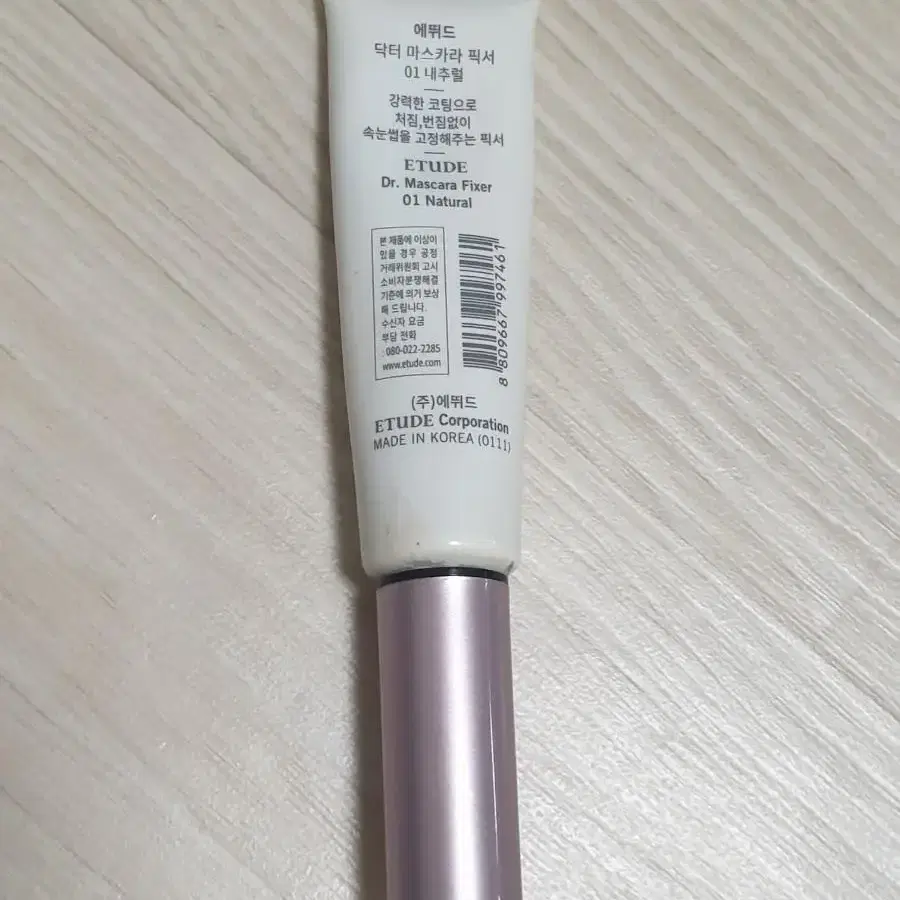 에뛰드
닥터 마스카라 픽서
01 내추럴
강력한 코팅으로
처짐,번짐없이
속눈썹을 고정해주는 픽서
ETUDE
Dr. Mascara Fixer
01 Natural
본 제품에 이상이
있을 경우 공정
거래위원회 고시
소비자분쟁해결
기준에 의거 보상
해 드립니다.
수신자 요금
부담 전화
: 080-022-2285
www.etude.com
8 809667 997461
(주)에뛰드
ETUDE Corporation
MADE IN KOREA (0111)